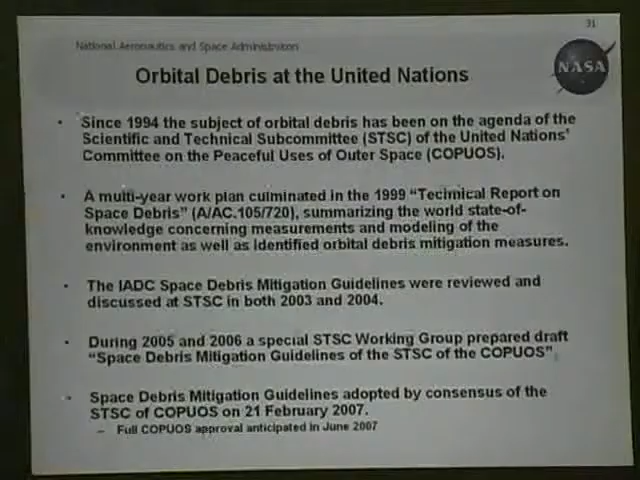 31
National Aeronautics and Space Administration
NASA
Orbital Debris at the United Nations
• Since 1994 the subject of orbital debris has been on the agenda of the
Scientific and Technical Subcommittee (STSC) of the United Nations'
Committee on the Peaceful Uses of Outer Space (COPUOS).
• A multi-year work plan culminated in the 1999 "Technical Report on
Space Debris" (A/AC.105/720), summarizing the world state-of-
knowledge concerning measurements and modeling of the
environment as well as identified orbital debris mitigation measures.
• The IADC Space Debris Mitigation Guidelines were reviewed and
discussed at STSC in both 2003 and 2004.
• During 2005 and 2006 a special STSC Working Group prepared draft
"Space Debris Mitigation Guidelines of the STSC of the COPUOS"
• Space Debris Mitigation Guidelines adopted by consensus of the
STSC of COPUOS on 21 February 2007.
– Full COPUOS approval anticipated in June 2007